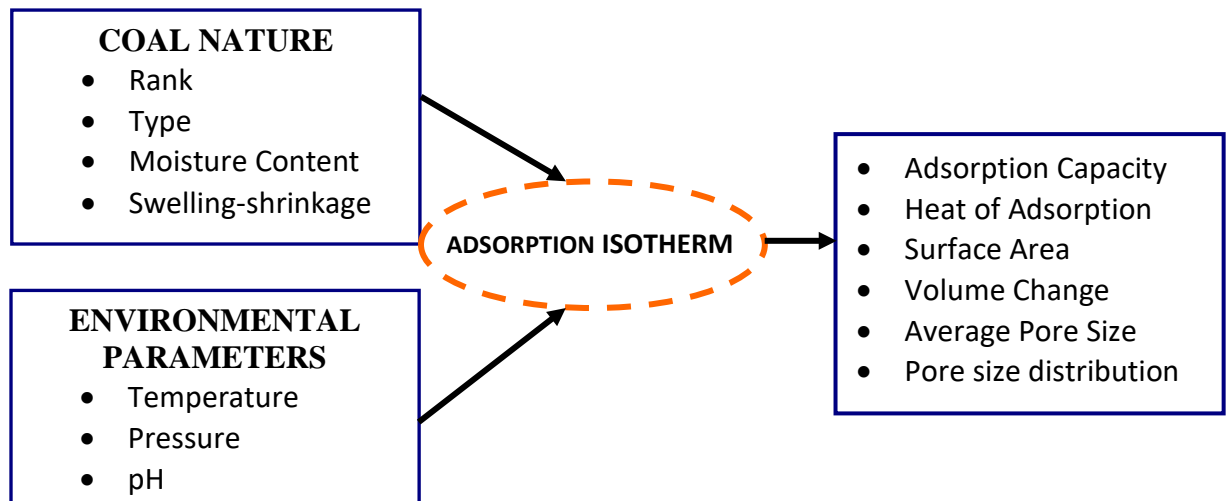 COAL NATURE
• Rank
• Type
• Moisture Content
• Swelling-shrinkage
ENVIRONMENTAL
PARAMETERS
• Temperature
• Pressure
• pH
ADSORPTION ISOTHERM
• Adsorption Capacity
• Heat of Adsorption
• Surface Area
• Volume Change
• Average Pore Size
• Pore size distribution